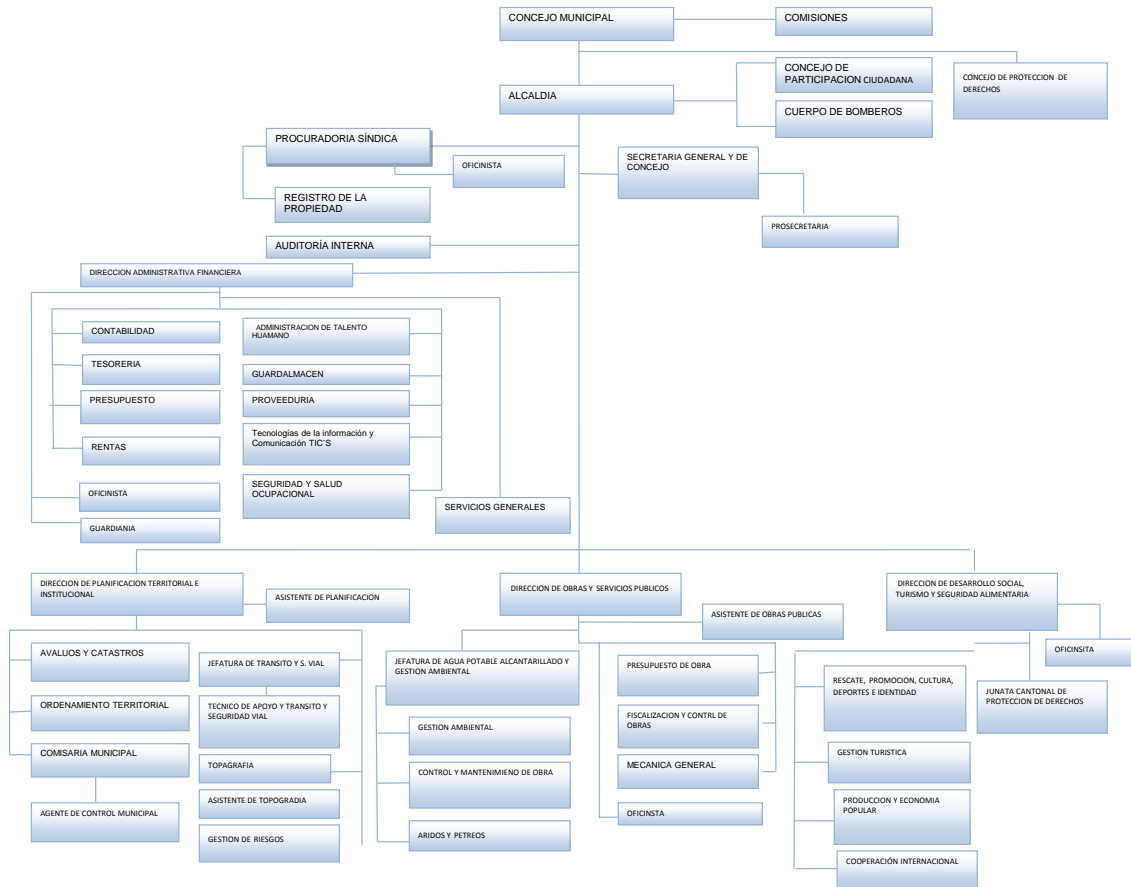 CONCEJO MUNICIPAL
COMISIONES
CONCEJO DE
PARTICIPACION CIUDADANA
CONCEJO DE PROTECCION DE
DERECHOS
ALCALDIA
CUERPO DE BOMBEROS
PROCURADORIA SÍNDICA
OFICINISTA
SECRETARIA GENERAL Y DE
CONCEJO
REGISTRO DE LA
PROPIEDAD
PROSECRETARIA
AUDITORÍA INTERNA
DIRECCION ADMINISTRATIVA FINANCIERA
CONTABILIDAD
TESORERIA
PRESUPUESTO
RENTAS
OFICINISTA
GUARDIANIA
ADMINISTRACION DE TALENTO
HUAMANO
GUARDALMACEN
PROVEEDURIA
Tecnologías de la información y
Comunicación TIC´S
SEGURIDAD Y SALUD
OCUPACIONAL
SERVICIOS GENERALES
DIRECCION DE PLANIFICACION TERRITORIAL E
INSTITUCIONAL
ASISTENTE DE PLANIFICACION
AVALUOS Y CATASTROS
ORDENAMIENTO TERRITORIAL
COMISARIA MUNICIPAL
AGENTE DE CONTROL MUNICIPAL
JEFATURA DE TRANSITO Y S. VIAL
TECNICO DE APOYO Y TRANSITO Y
SEGURIDAD VIAL
TOPAGRAFIA
ASISTENTE DE TOPOGRADIA
GESTION DE RIESGOS
DIRECCION DE OBRAS Y SERVICIOS PUBLICOS
ASISTENTE DE OBRAS PUBLICAS
JEFATURA DE AGUA POTABLE ALCANTARILLADO Y
GESTION AMBIENTAL
GESTION AMBIENTAL
CONTROL Y MANTENIMIENO DE OBRA
ARIDOS Y PETREOS
PRESUPUESTO DE OBRA
FISCALIZACION Y CONTRL DE
OBRAS
MECANICA GENERAL
OFICINSTA
DIRECCION DE DESARROLLO SOCIAL,
TURISMO Y SEGURIDAD ALIMENTARIA
OFICINSITA
RESCATE, PROMOCION, CULTURA,
DEPORTES E IDENTIDAD
JUNATA CANTONAL DE
PROTECCION DE DERECHOS
GESTION TURISTICA
PRODUCCION Y ECONOMIA
POPULAR
COOPERACIÓN INTERNACIONAL